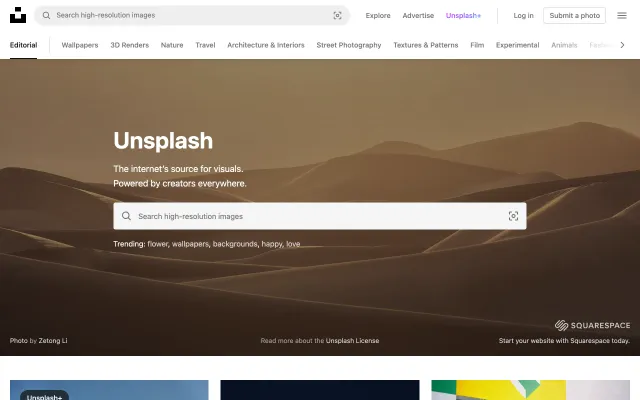 Search high-resolution images
Explore
Advertise
Unsplash+
Log in
Submit a photo
Editorial
Wallpapers
3D Renders
Nature
Travel
Architecture & Interiors
Street Photography
Textures & Patterns
Film
Experimental
Animals
Unsplash
The internet's source for visuals.
Powered by creators everywhere.
Search high-resolution images
Trending: flower, wallpapers, backgrounds, happy, love
SQUARESPACE
Photo by Zetong Li
Read more about the Unsplash License
Start your website with Squarespace today.
Unsplash+